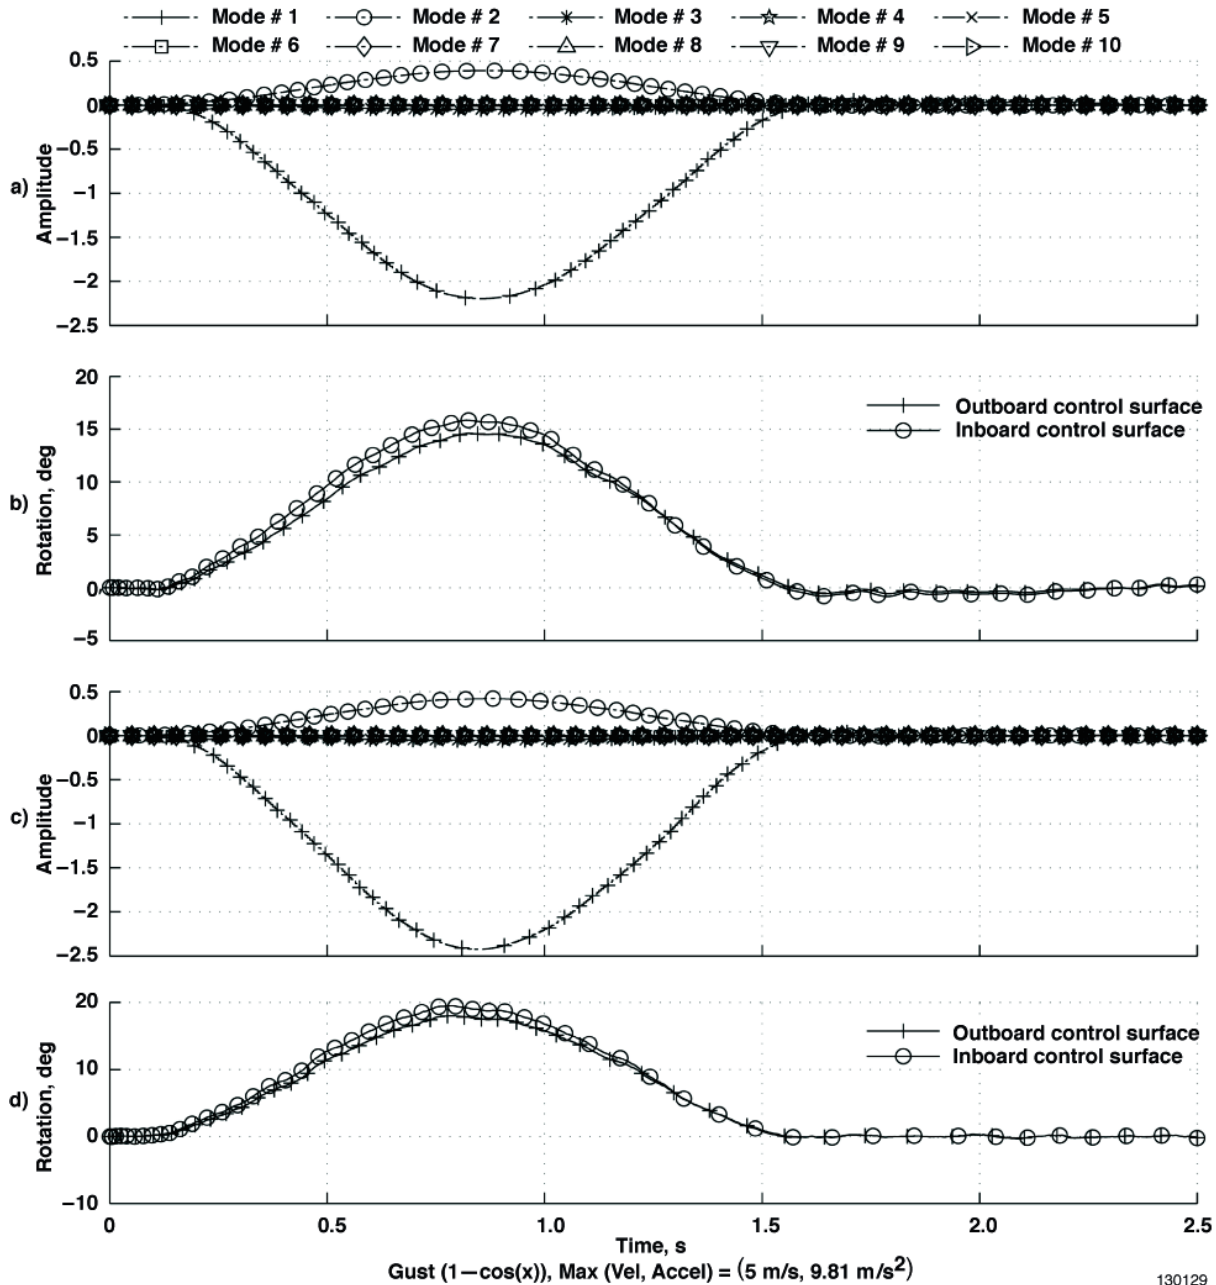 Mode # 1 Mode # 2 Mode # 3 Mode # 4 Mode # 5
Mode # 6 Mode # 7 Mode # 8 Mode # 9 Mode # 10
a)
Amplitude
0.5
0
−0.5
−1
−1.5
−2
−2.5
b)
Rotation, deg
20
15
10
5
0
−5
Outboard control surface
Inboard control surface
c)
Amplitude
0.5
0
−0.5
−1
−1.5
−2
−2.5
d)
Rotation, deg
20
10
0
−10
Outboard control surface
Inboard control surface
0 0.5 1.0 1.5 2.0 2.5
Time, s
Gust (1−cos(x)), Max (Vel, Accel) = (5 m/s, 9.81 m/s²)
130129